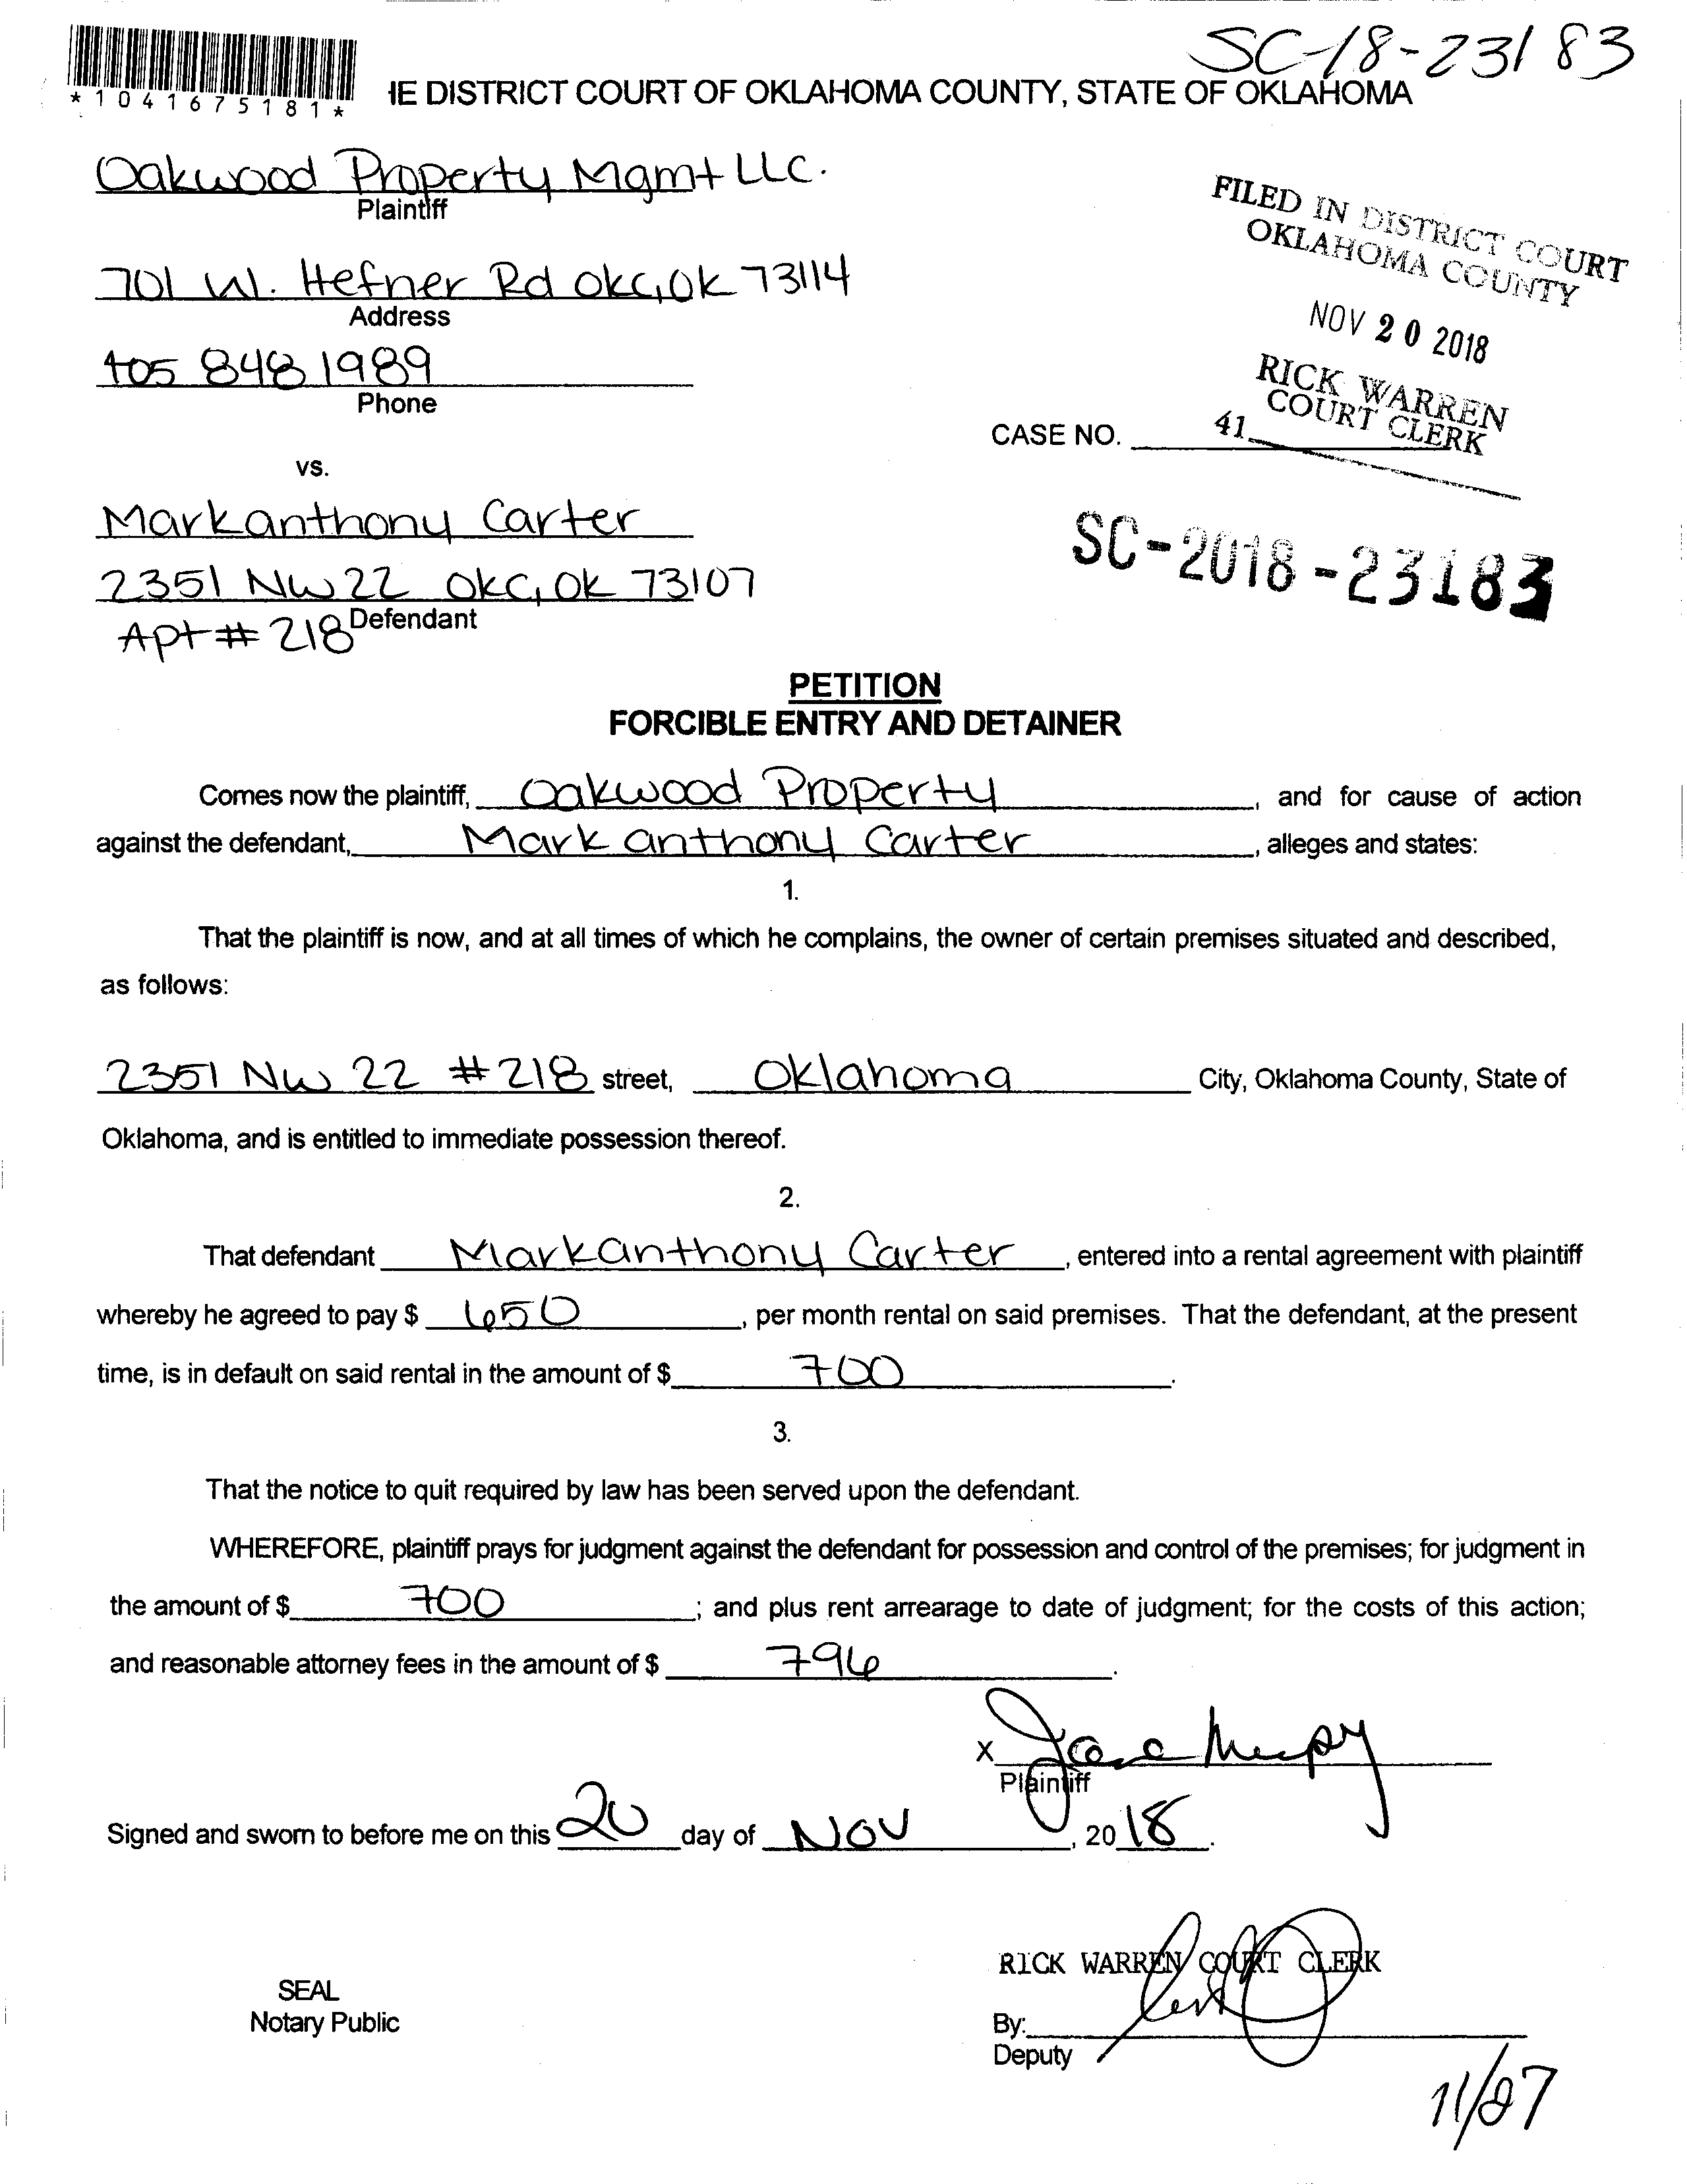 SC-18-23183
*1041675181*
IE DISTRICT COURT OF OKLAHOMA COUNTY, STATE OF OKLAHOMA
Oakwood Property Mgmt LLC.
Plaintiff
701 W. Hefner Rd OKC, OK 73114
Address
405 848 1989
Phone
FILED IN DISTRICT COURT
OKLAHOMA COUNTY
NOV 20 2018
RICK WARREN
COURT CLERK
41
CASE NO.
vs.
Markanthony Carter
2351 NW 22 OKC, OK 73107
Apt # 218 Defendant
SC-2018-23183
PETITION
FORCIBLE ENTRY AND DETAINER
Comes now the plaintiff, Oakwood Property, and for cause of action
against the defendant, Mark anthony Carter, alleges and states:
1.
That the plaintiff is now, and at all times of which he complains, the owner of certain premises situated and described,
as follows:
2351 NW 22 #218 street, Oklahoma City, Oklahoma County, State of
Oklahoma, and is entitled to immediate possession thereof.
2.
That defendant Markanthony Carter, entered into a rental agreement with plaintiff
whereby he agreed to pay $ 650, per month rental on said premises. That the defendant, at the present
time, is in default on said rental in the amount of $ 700.
3.
That the notice to quit required by law has been served upon the defendant.
WHEREFORE, plaintiff prays for judgment against the defendant for possession and control of the premises; for judgment in
the amount of $ 700; and plus rent arrearage to date of judgment; for the costs of this action;
and reasonable attorney fees in the amount of $ 796.
X
Plaintiff
Signed and sworn to before me on this 20 day of NOV, 2018.
RICK WARREN COURT CLERK
SEAL
Notary Public
By:
Deputy
11/27